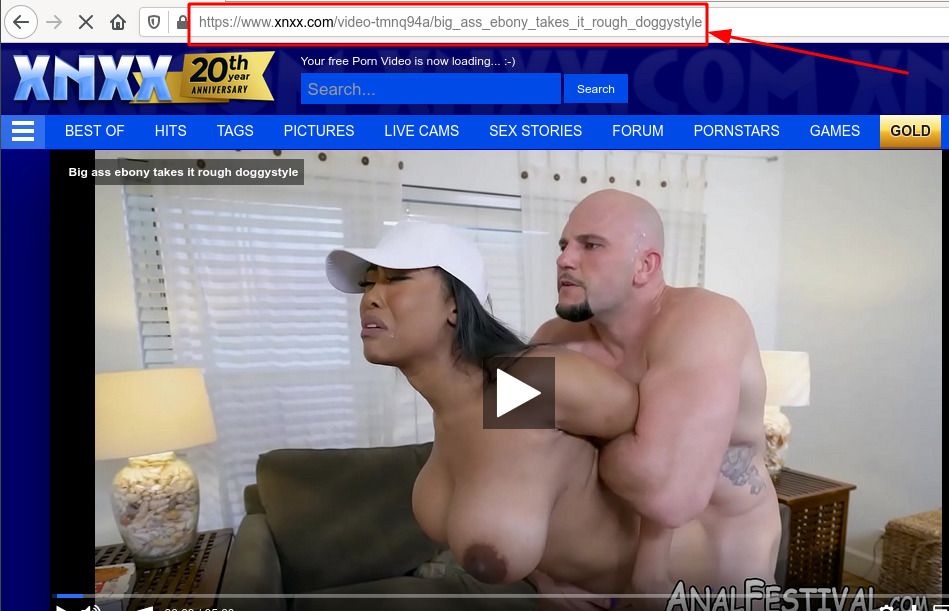 https://www.xnxx.com/video-tmnq94a/big_ass_ebony_takes_it_rough_doggystyle
XNXX
20th
year
ANNIVERSARY
Your free Porn Video is now loading... :-)
Search...
Search
BEST OF
HITS
TAGS
PICTURES
LIVE CAMS
SEX STORIES
FORUM
PORNSTARS
GAMES
GOLD
Big ass ebony takes it rough doggystyle
ANALFESTIVAL.COM